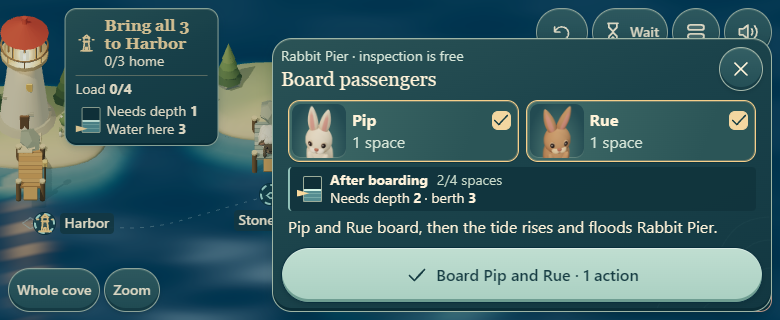 Bring all 3
to Harbor
0/3 home
Load 0/4
Needs depth 1
Water here 3
Wait
Rabbit Pier · inspection is free
Board passengers
Pip
1 space
Rue
1 space
After boarding 2/4 spaces
Needs depth 2 · berth 3
Pip and Rue board, then the tide rises and floods Rabbit Pier.
Board Pip and Rue · 1 action
Harbor
Stone
Whole cove
Zoom